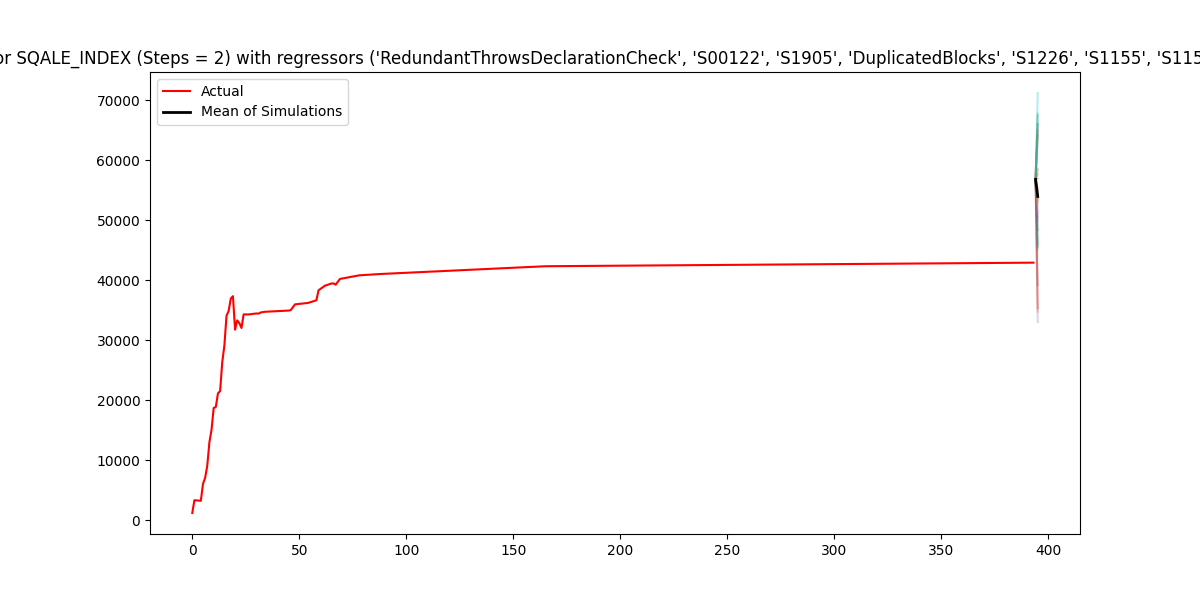 or SQALE_INDEX (Steps = 2) with regressors ('RedundantThrowsDeclarationCheck', 'S00122', 'S1905', 'DuplicatedBlocks', 'S1226', 'S1155', 'S115
Actual
Mean of Simulations
70000
60000
50000
40000
30000
20000
10000
0
0 50 100 150 200 250 300 350 400